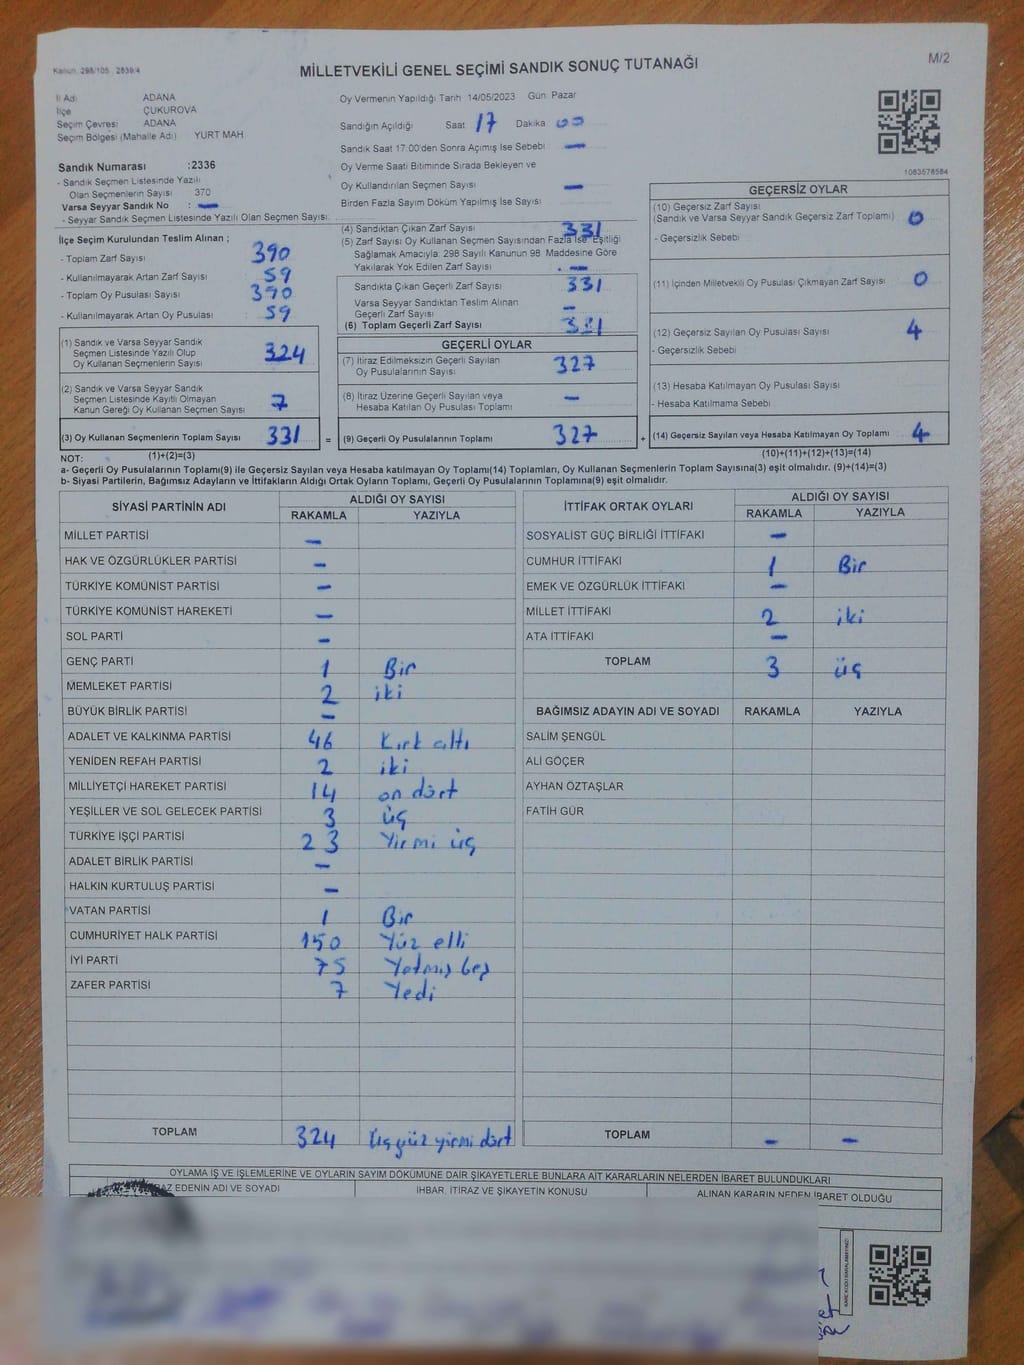 Kanun: 298/105 2839/4
M/2
MİLLETVEKİLİ GENEL SEÇİMİ SANDIK SONUÇ TUTANAĞI
İl Adı ADANA
İlçe ÇUKUROVA
Seçim Çevresi ADANA
Seçim Bölgesi (Mahalle Adı) YURT MAH.
Sandık Numarası :2336
- Sandık Seçmen Listesinde Yazılı
Olan Seçmenlerin Sayısı 370
Varsa Seyyar Sandık No : -
- Seyyar Sandık Seçmen Listesinde Yazılı Olan Seçmen Sayısı:
Oy Vermenin Yapıldığı Tarih 14/05/2023 Gün: Pazar
Sandığın Açıldığı Saat 17 Dakika 00
Sandık Saat 17:00'den Sonra Açımış İse Sebebi -
Oy Verme Saati Bitiminde Sırada Bekleyen ve
Oy Kullandırılan Seçmen Sayısı -
Birden Fazla Sayım Döküm Yapılmış İse Sayısı
1083578584
İlçe Seçim Kurulundan Teslim Alınan ;
- Toplam Zarf Sayısı 390
- Kullanılmayarak Artan Zarf Sayısı 59
- Toplam Oy Pusulası Sayısı 390
- Kullanılmayarak Artan Oy Pusulası 59
(1) Sandık ve Varsa Seyyar Sandık
Seçmen Listesinde Yazılı Olup
Oy Kullanan Seçmenlerin Sayısı 324
(2) Sandık ve Varsa Seyyar Sandık
Seçmen Listesinde Kayıtlı Olmayan
Kanun Gereği Oy Kullanan Seçmen Sayısı 7
(3) Oy Kullanan Seçmenlerin Toplam Sayısı 331 =
(1)+(2)=(3)
(4) Sandıktan Çıkan Zarf Sayısı 331
(5) Zarf Sayısı Oy Kullanan Seçmen Sayısından Fazla İse, Eşitliği
Sağlamak Amacıyla: 298 Sayılı Kanunun 98. Maddesine Göre
Yakılarak Yok Edilen Zarf Sayısı -
Sandıkta Çıkan Geçerli Zarf Sayısı 331
Varsa Seyyar Sandıktan Teslim Alınan
Geçerli Zarf Sayısı -
(6) Toplam Geçerli Zarf Sayısı 331
GEÇERLİ OYLAR
(7) İtiraz Edilmeksizin Geçerli Sayılan
Oy Pusulalarının Sayısı 327
(8) İtiraz Üzerine Geçerli Sayılan veya
Hesaba Katılan Oy Pusulası Toplamı -
(9) Geçerli Oy Pusulalarının Toplamı 327 +
GEÇERSİZ OYLAR
(10) Geçersiz Zarf Sayısı
(Sandık ve Varsa Seyyar Sandık Geçersiz Zarf Toplamı) 0
- Geçersizlik Sebebi
(11) İçinden Milletvekili Oy Pusulası Çıkmayan Zarf Sayısı 0
(12) Geçersiz Sayılan Oy Pusulası Sayısı 4
- Geçersizlik Sebebi
(13) Hesaba Katılmayan Oy Pusulası Sayısı
- Hesaba Katılmama Sebebi
(14) Geçersiz Sayılan veya Hesaba Katılmayan Oy Pusulası Toplamı 4
(10)+(11)+(12)+(13)=(14)
NOT:
a- Geçerli Oy Pusulalarının Toplamı(9) ile Geçersiz Sayılan veya Hesaba katılmayan Oy Toplamı(14) Toplamları, Oy Kullanan Seçmenlerin Toplam Sayısına(3) eşit olmalıdır. (9)+(14)=(3)
b- Siyasi Partilerin, Bağımsız Adayların ve İttifakların Aldığı Ortak Oyların Toplamı, Geçerli Oy Pusulalarının Toplamına(9) eşit olmalıdır.
SİYASİ PARTİNİN ADI ALDIĞI OY SAYISI
RAKAMLA YAZIYLA
MİLLET PARTİSİ -
HAK VE ÖZGÜRLÜKLER PARTİSİ -
TÜRKİYE KOMÜNİST PARTİSİ -
TÜRKİYE KOMÜNİST HAREKETİ -
SOL PARTİ -
GENÇ PARTİ 1 Bir
MEMLEKET PARTİSİ 2 iki
BÜYÜK BİRLİK PARTİSİ -
ADALET VE KALKINMA PARTİSİ 46 Kırk altı
YENİDEN REFAH PARTİSİ 2 iki
MİLLİYETÇİ HAREKET PARTİSİ 14 on dört
YEŞİLLER VE SOL GELECEK PARTİSİ 3 üç
TÜRKİYE İŞÇİ PARTİSİ 23 Yirmi üç
ADALET BİRLİK PARTİSİ -
HALKIN KURTULUŞ PARTİSİ -
VATAN PARTİSİ 1 Bir
CUMHURİYET HALK PARTİSİ 150 Yüz elli
İYİ PARTİ 75 Yetmiş beş
ZAFER PARTİSİ 7 Yedi
TOPLAM 324 Üç yüz yirmi dört
İTTİFAK ORTAK OYLARI ALDIĞI OY SAYISI
RAKAMLA YAZIYLA
SOSYALİST GÜÇ BİRLİĞİ İTTİFAKI -
CUMHUR İTTİFAKI 1 Bir
EMEK VE ÖZGÜRLÜK İTTİFAKI -
MİLLET İTTİFAKI 2 iki
ATA İTTİFAKI -
TOPLAM 3 üç
BAĞIMSIZ ADAYIN ADI VE SOYADI RAKAMLA YAZIYLA
SALİM ŞENGÜL
ALİ GÖÇER
AYHAN ÖZTAŞLAR
FATİH GÜR
TOPLAM - -
OYLAMA İŞ VE İŞLEMLERİNE VE OYLARIN SAYIM DÖKÜMÜNE DAİR ŞİKAYETLERLE BUNLARA AİT KARARLARIN NELERDEN İBARET BULUNDUKLARI
EDENİN ADI VE SOYADI İHBAR, İTİRAZ VE ŞİKAYETİN KONUSU ALINAN KARARIN NEDEN İBARET OLDUĞU